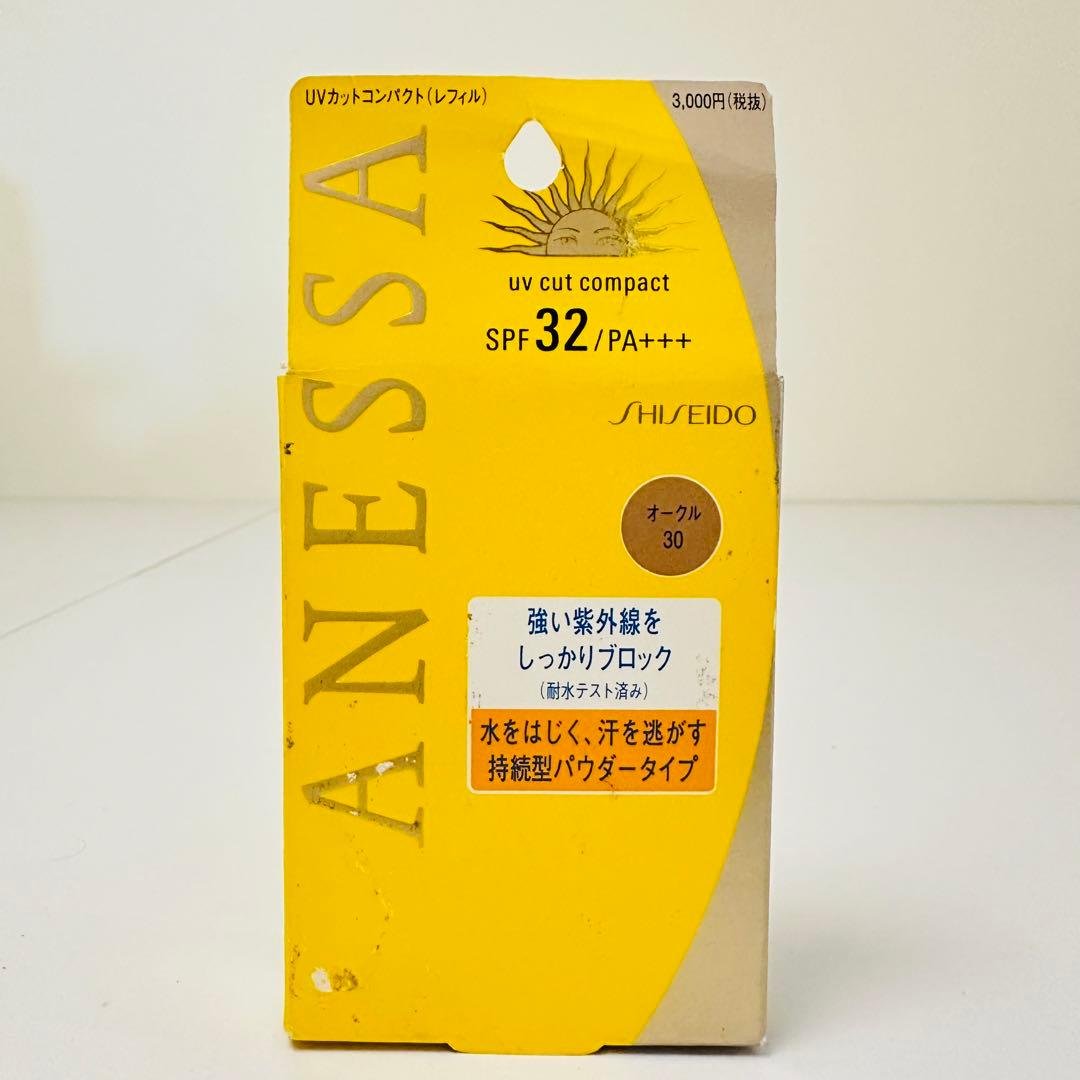 UVカットコンパクト(レフィル)
3,000円(税抜)
ANESSA
uv cut compact
SPF 32/PA+++
SHISEIDO
オークル
30
強い紫外線を
しっかりブロック
(耐水テスト済み)
水をはじく、汗を逃がす
持続型パウダータイプ